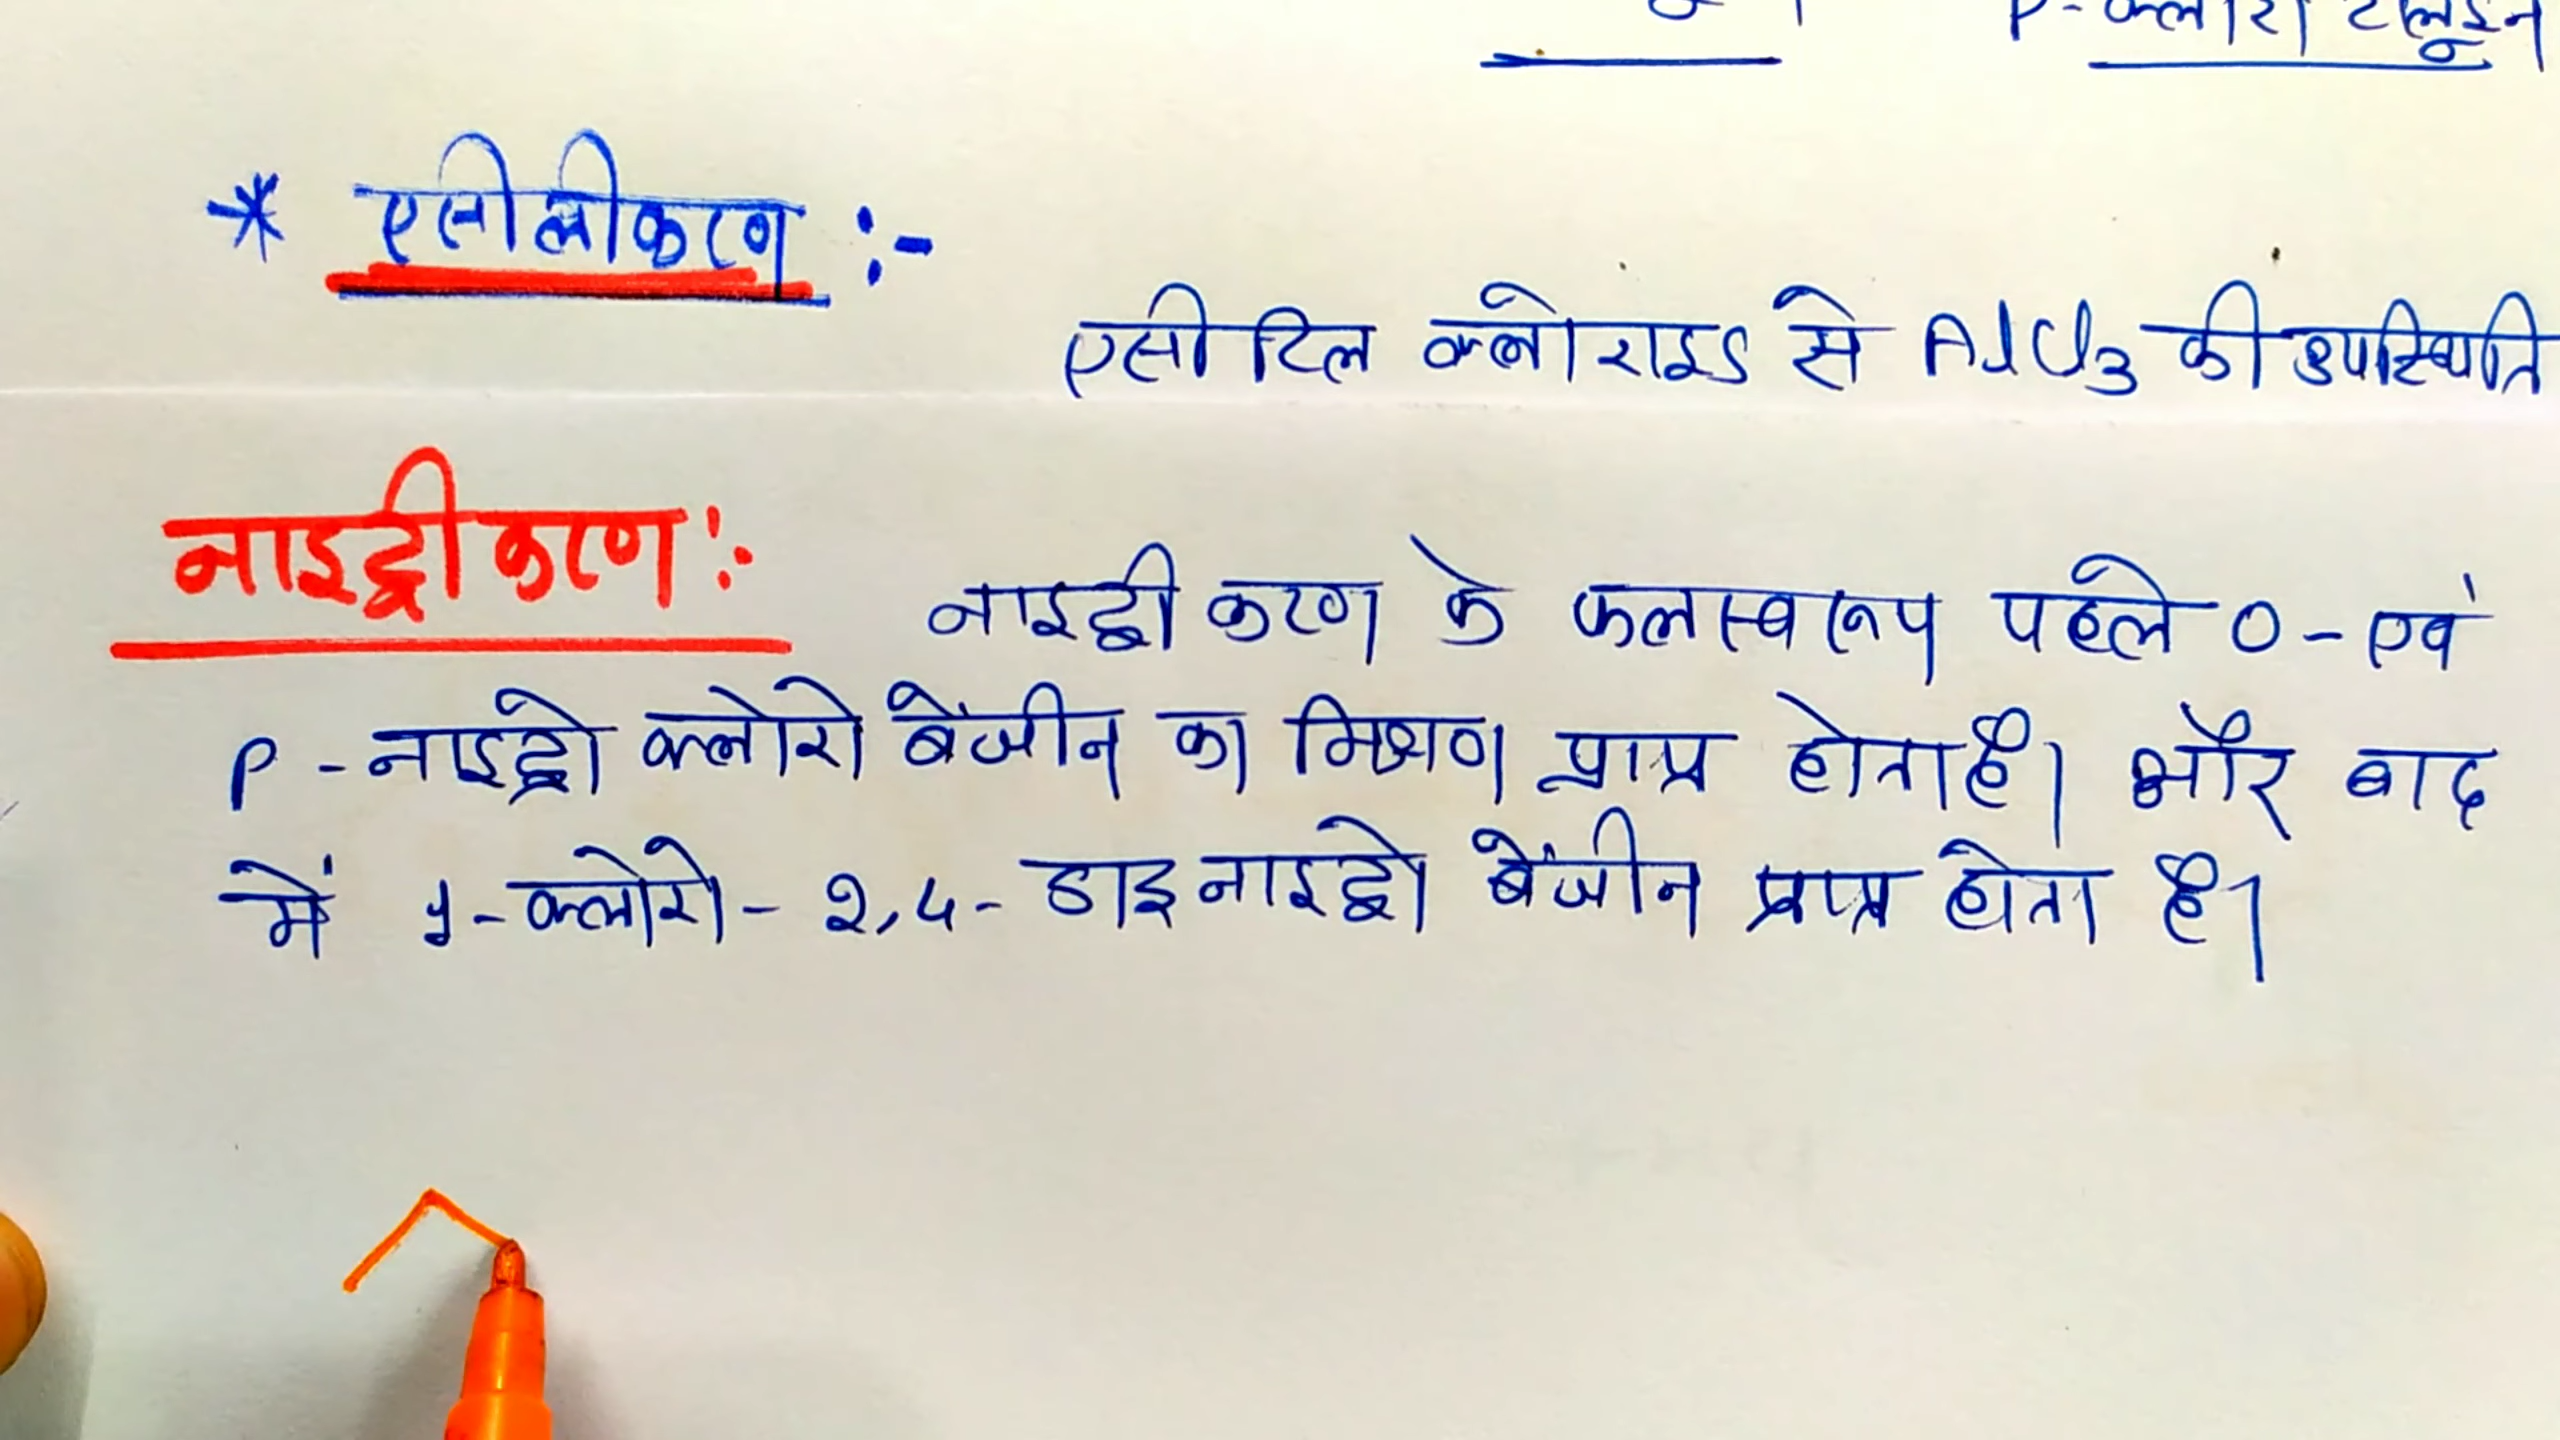 P-क्लोरो टालूइन
* एसीलीकरण :-
एसीटिल क्लोराइड से AlCl3 की उपस्थिति
नाइट्रीकरण :-
नाइट्रीकरण के फलस्वरूप पहले o-एवं
P-नाइट्रो क्लोरो बेंजीन का मिश्रण प्राप्त होता है। और बाद
में 1-क्लोरो-2,4-डाइनाइट्रो बेंजीन प्राप्त होता है।